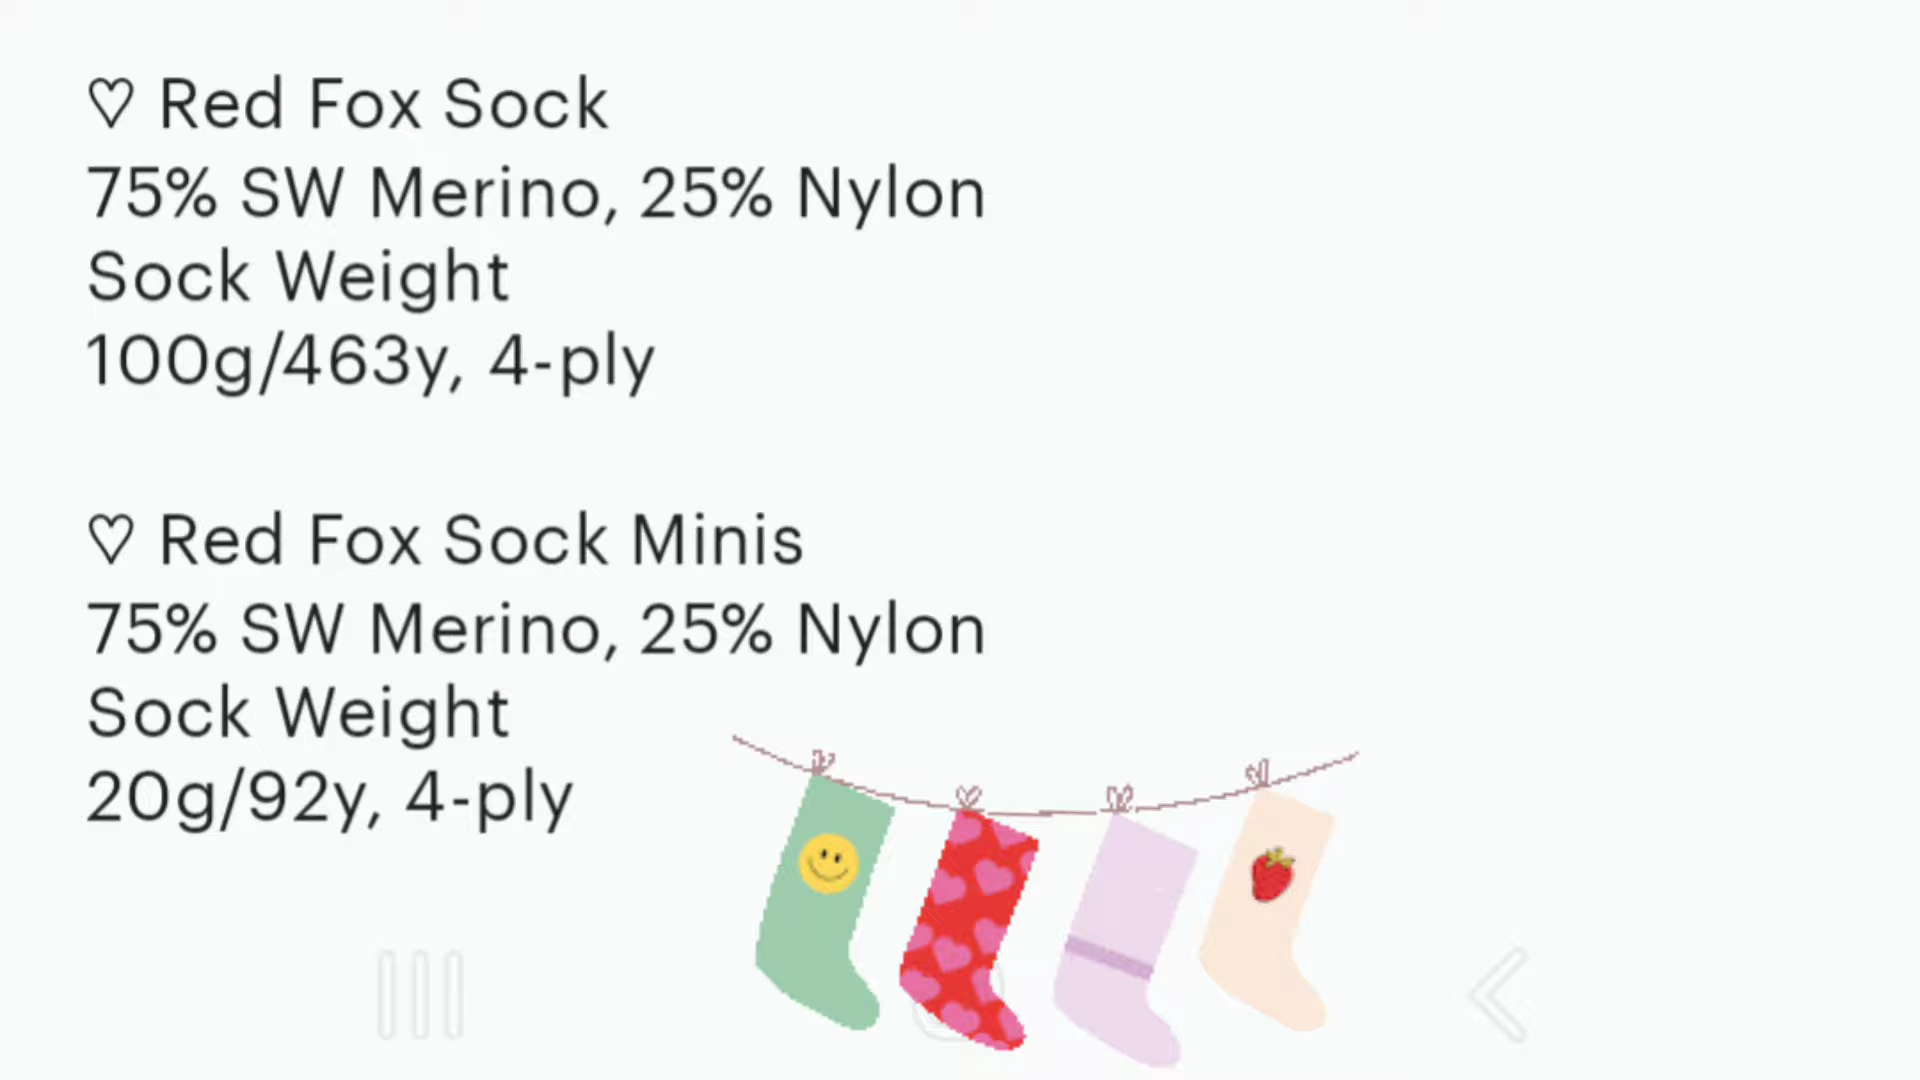 ♡ Red Fox Sock
75% SW Merino, 25% Nylon
Sock Weight
100g/463y, 4-ply
♡ Red Fox Sock Minis
75% SW Merino, 25% Nylon
Sock Weight
20g/92y, 4-ply